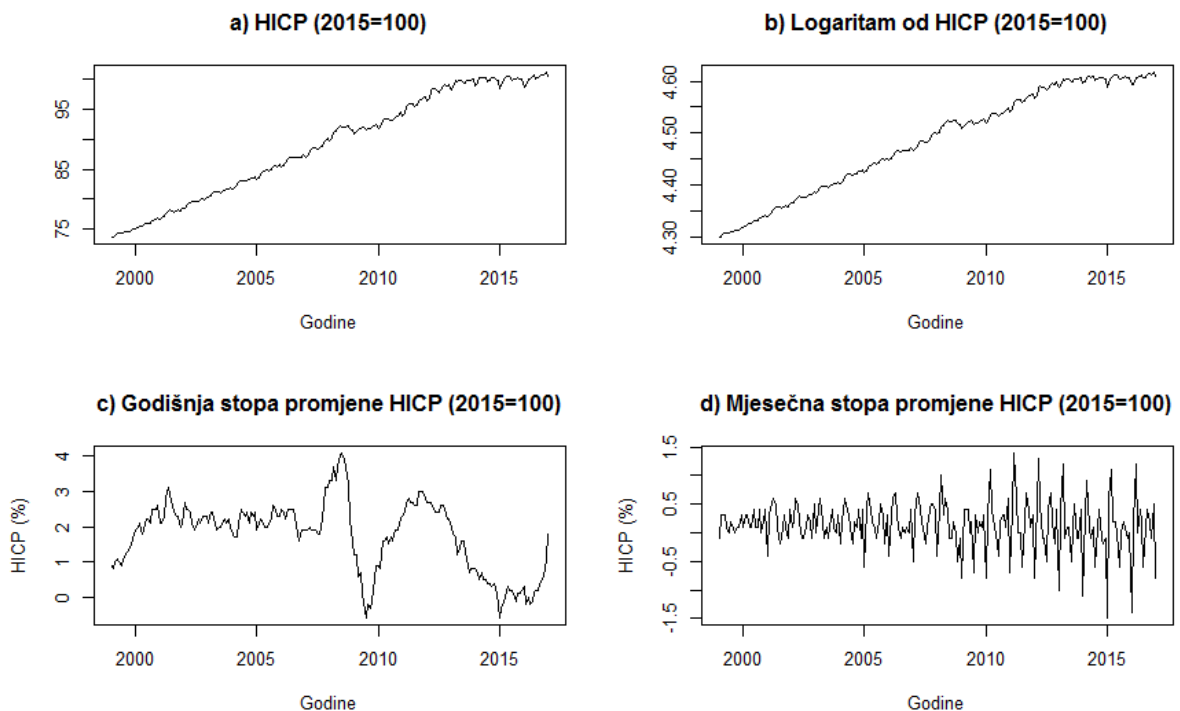 a) HICP (2015=100)
75 85 95
2000 2005 2010 2015
Godine
b) Logaritam od HICP (2015=100)
4.30 4.40 4.50 4.60
2000 2005 2010 2015
Godine
c) Godišnja stopa promjene HICP (2015=100)
HICP (%)
0 1 2 3 4
2000 2005 2010 2015
Godine
d) Mjesečna stopa promjene HICP (2015=100)
HICP (%)
-1.5 -0.5 0.5 1.5
2000 2005 2010 2015
Godine